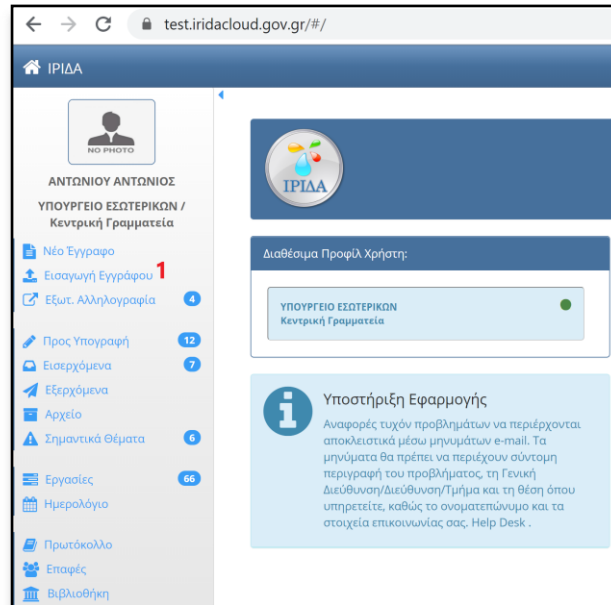 test.iridacloud.gov.gr/#/
ΙΡΙΔΑ
NO PHOTO
ΑΝΤΩΝΙΟΥ ΑΝΤΩΝΙΟΣ
ΥΠΟΥΡΓΕΙΟ ΕΣΩΤΕΡΙΚΩΝ /
Κεντρική Γραμματεία
Νέο Έγγραφο
Εισαγωγή Εγγράφου 1
Εξωτ. Αλληλογραφία 4
Προς Υπογραφή 12
Εισερχόμενα 7
Εξερχόμενα
Αρχείο
Σημαντικά Θέματα 6
Εργασίες 66
Ημερολόγιο
Πρωτόκολλο
Επαφές
Βιβλιοθήκη
ΙΡΙΔΑ
Διαθέσιμα Προφίλ Χρήστη:
ΥΠΟΥΡΓΕΙΟ ΕΣΩΤΕΡΙΚΩΝ
Κεντρική Γραμματεία
Υποστήριξη Εφαρμογής
Αναφορές τυχόν προβλημάτων να περιέρχονται
αποκλειστικά μέσω μηνυμάτων e-mail. Τα
μηνύματα θα πρέπει να περιέχουν σύντομη
περιγραφή του προβλήματος, τη Γενική
Διεύθυνση/Διεύθυνση/Τμήμα και τη θέση όπου
υπηρετείτε, καθώς το ονοματεπώνυμο και τα
στοιχεία επικοινωνίας σας. Help Desk .